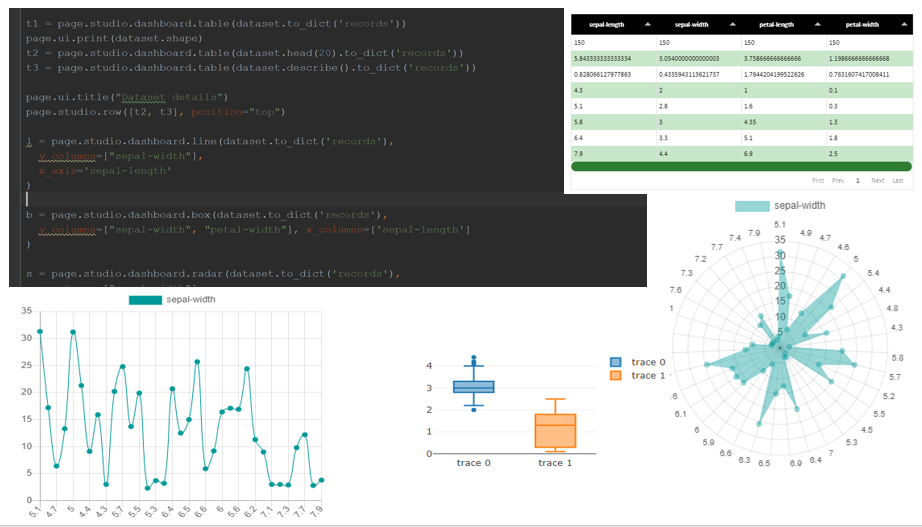 t1 = page.studio.dashboard.table(dataset.to_dict('records'))
page.ui.print(dataset.shape)
t2 = page.studio.dashboard.table(dataset.head(20).to_dict('records'))
t3 = page.studio.dashboard.table(dataset.describe().to_dict('records'))
page.ui.title("Dataset details")
page.studio.row([t2, t3], position="top")
l = page.studio.dashboard.line(dataset.to_dict('records'),
y_columns=["sepal-width"],
x_axis='sepal-length'
)
b = page.studio.dashboard.box(dataset.to_dict('records'),
y_columns=["sepal-width", "petal-width"], x_columns=['sepal-length']
)
s = page.studio.dashboard.radar(dataset.to_dict('records'),
sepal-length sepal-width petal-length petal-width
150 150 150 150
5.843333333333334 3.0540000000000003 3.758666666666666 1.1986666666666668
0.828066127977863 0.4335943113621737 1.7644204199522626 0.7631607417008411
4.3 2 1 0.1
5.1 2.8 1.6 0.3
5.8 3 4.35 1.3
6.4 3.3 5.1 1.8
7.9 4.4 6.9 2.5
First Prev 1 Next Last
sepal-width
35
30
25
20
15
10
5
0
5.1 4.7 5 4.4 4.3 5.7 5.5 5.3 6.4 6.5 6.6 6 5.6 6.2 7.1 7.3 7.7 7.9
4
3
2
1
0
trace 0 trace 1
trace 0
trace 1
sepal-width
5.1
4.9
4.7
4.6
5
5.4
4.4
4.8
4.3
5.8
5.7
5.2
5.5
4.5
5.3
7
6.4
6.9
6.5
6.3
6.6
5.9
6
6.1
.6
7.6
7.3
7.2
7.7
7.4
7.9
35
30
25
20
15
10
5